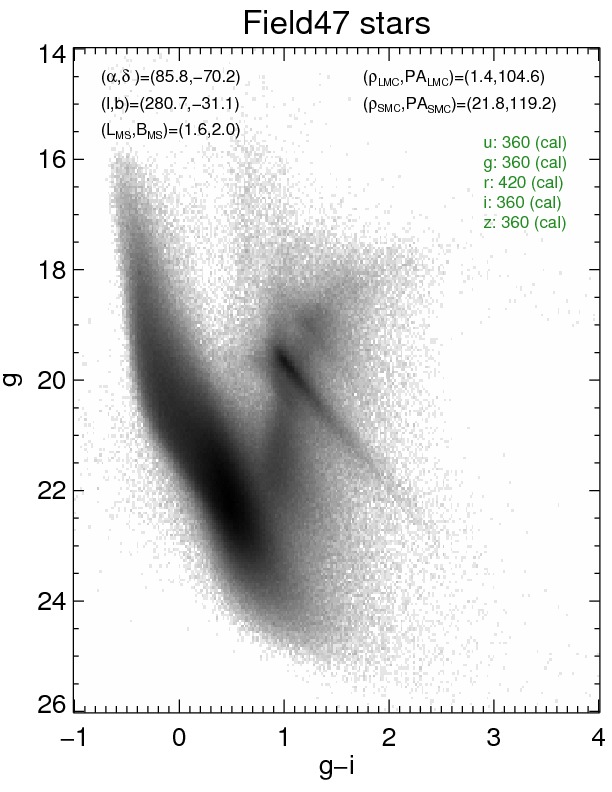 Field47 stars
14
(α,δ )=(85.8,−70.2) (ρLMC,PALMC)=(1.4,104.6)
(l,b)=(280.7,−31.1) (ρSMC,PASMC)=(21.8,119.2)
(LMS,BMS)=(1.6,2.0)
u: 360 (cal)
16
g: 360 (cal)
r: 420 (cal)
i: 360 (cal)
z: 360 (cal)
18
g
20
22
24
26
−1 0 1 2 3 4
g−i